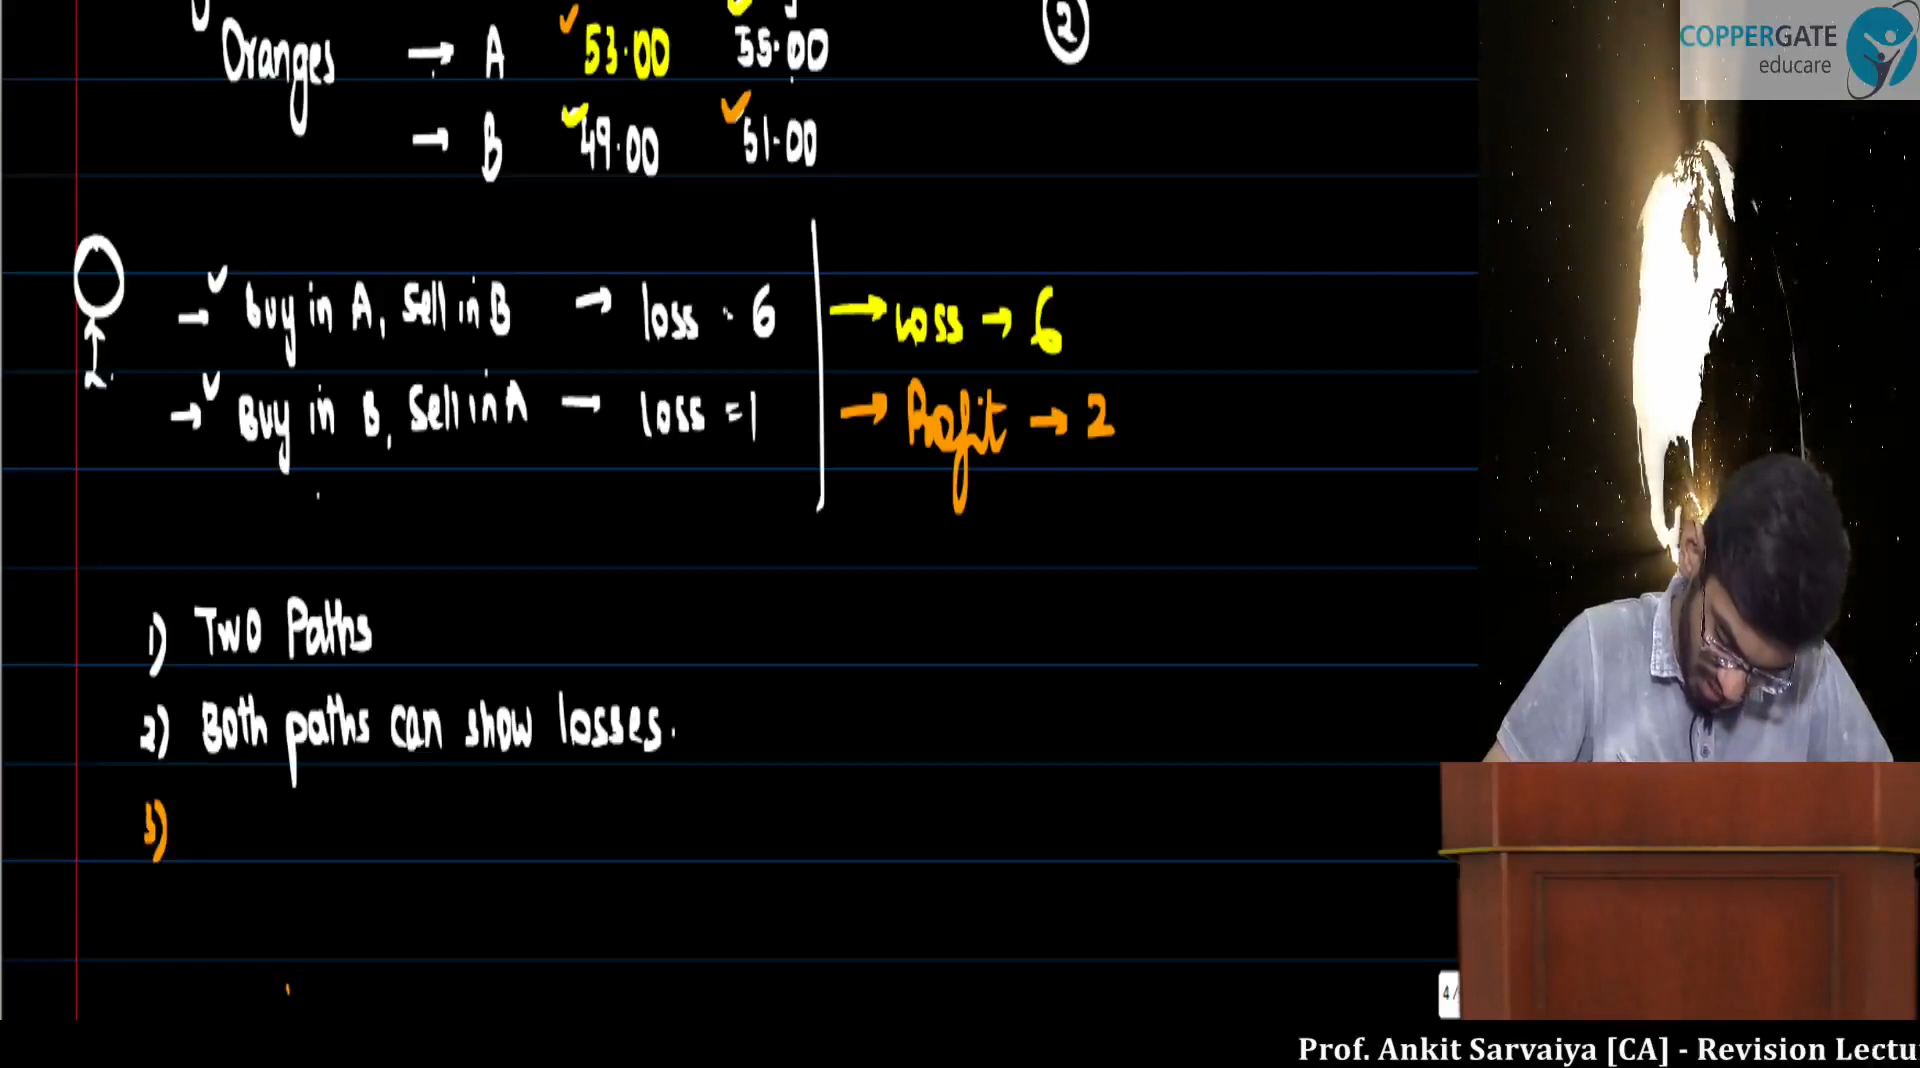 COPPERGATE
educare
Oranges → A 53.00 55.00
②
→ B 49.00 51.00
→ Buy in A, Sell in B → loss - 6 → Loss → 6
→ Buy in B, Sell in A – loss = 1 → Profit → 2
1) Two Paths
2) Both paths can show losses.
3)
4/
Prof. Ankit Sarvaiya [CA] - Revision Lectu